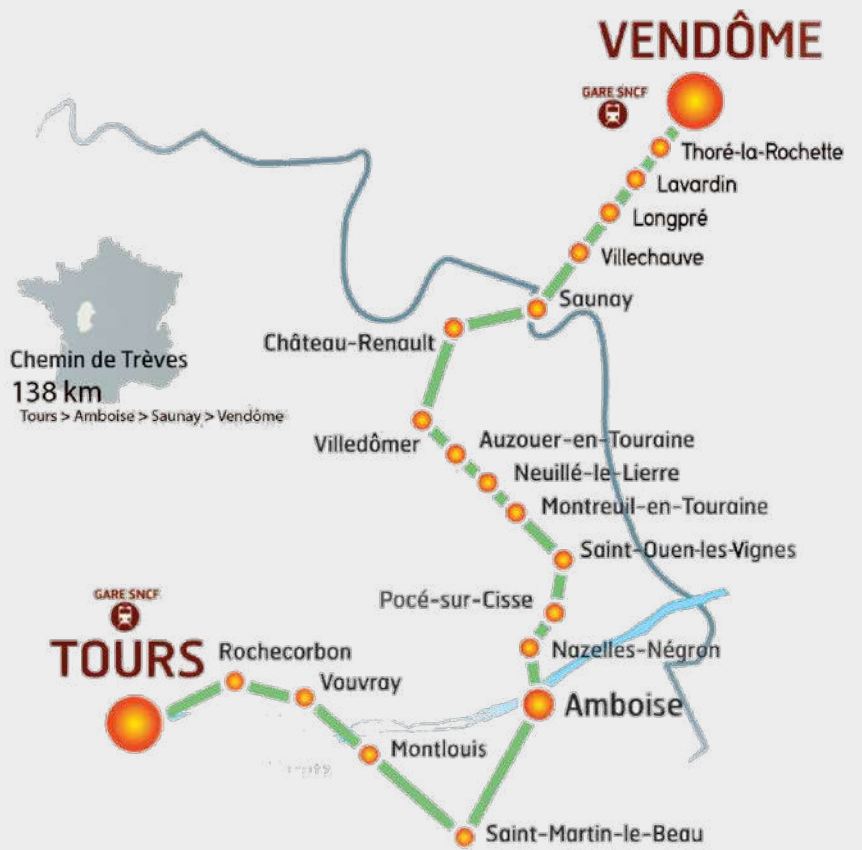 VENDÔME
GARE SNCF
Thoré-la-Rochette
Lavardin
Longpré
Villechauve
Saunay
Château-Renault
Chemin de Trèves
138 km
Tours > Amboise > Saunay > Vendôme
Villedômer
Auzouer-en-Touraine
Neuillé-le-Lierre
Montreuil-en-Touraine
Saint-Ouen-les-Vignes
Pocé-sur-Cisse
GARE SNCF
TOURS
Rochecorbon
Nazelles-Négron
Vouvray
Amboise
Montlouis
Saint-Martin-le-Beau